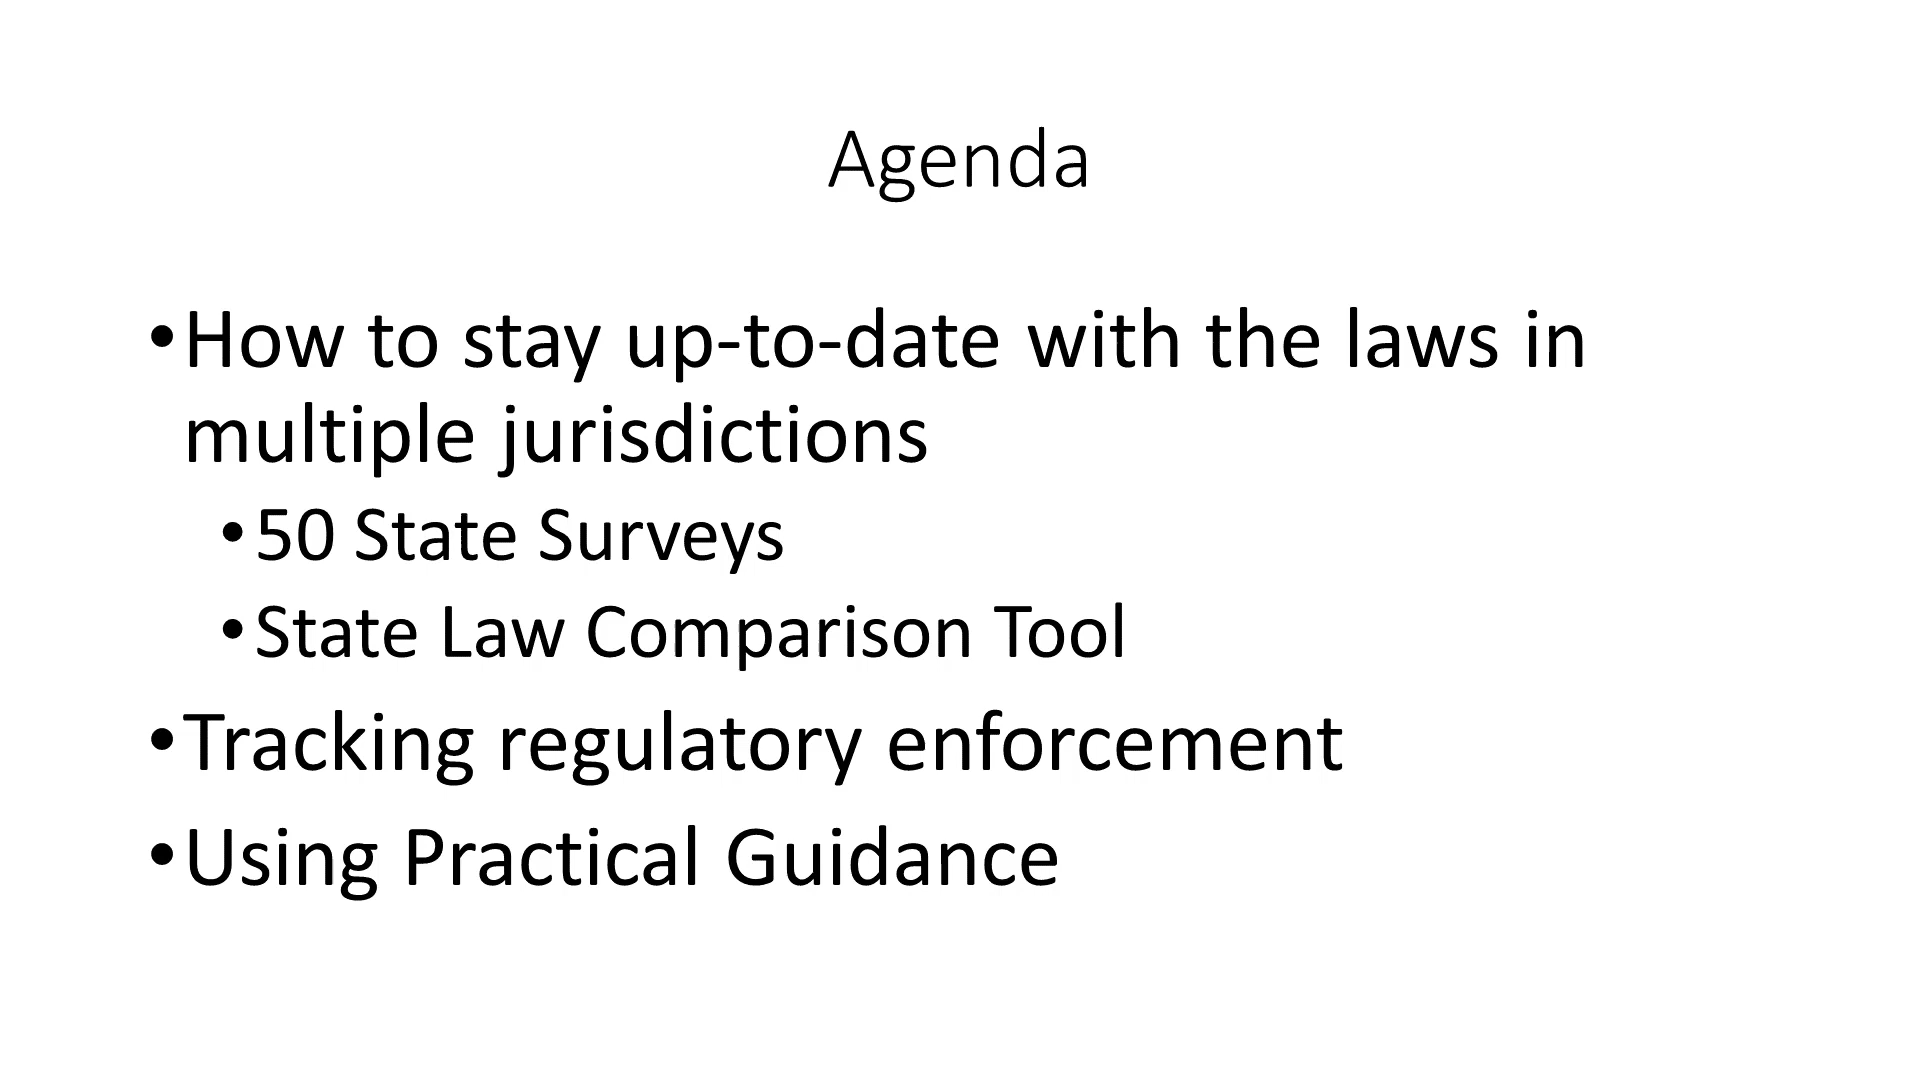 Agenda
•How to stay up-to-date with the laws in
multiple jurisdictions
•50 State Surveys
•State Law Comparison Tool
•Tracking regulatory enforcement
•Using Practical Guidance